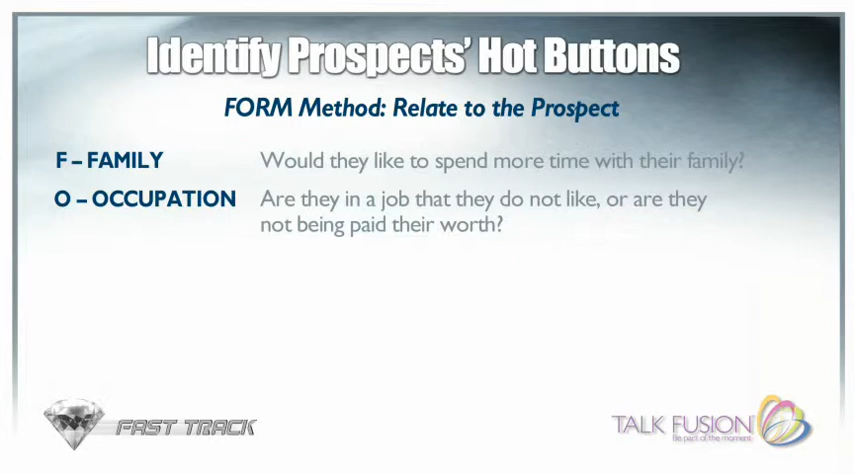 Identify Prospects' Hot Buttons
FORM Method: Relate to the Prospect
F – FAMILY Would they like to spend more time with their family?
O – OCCUPATION Are they in a job that they do not like, or are they
not being paid their worth?
FAST TRACK
TALK FUSION
Be part of the moment